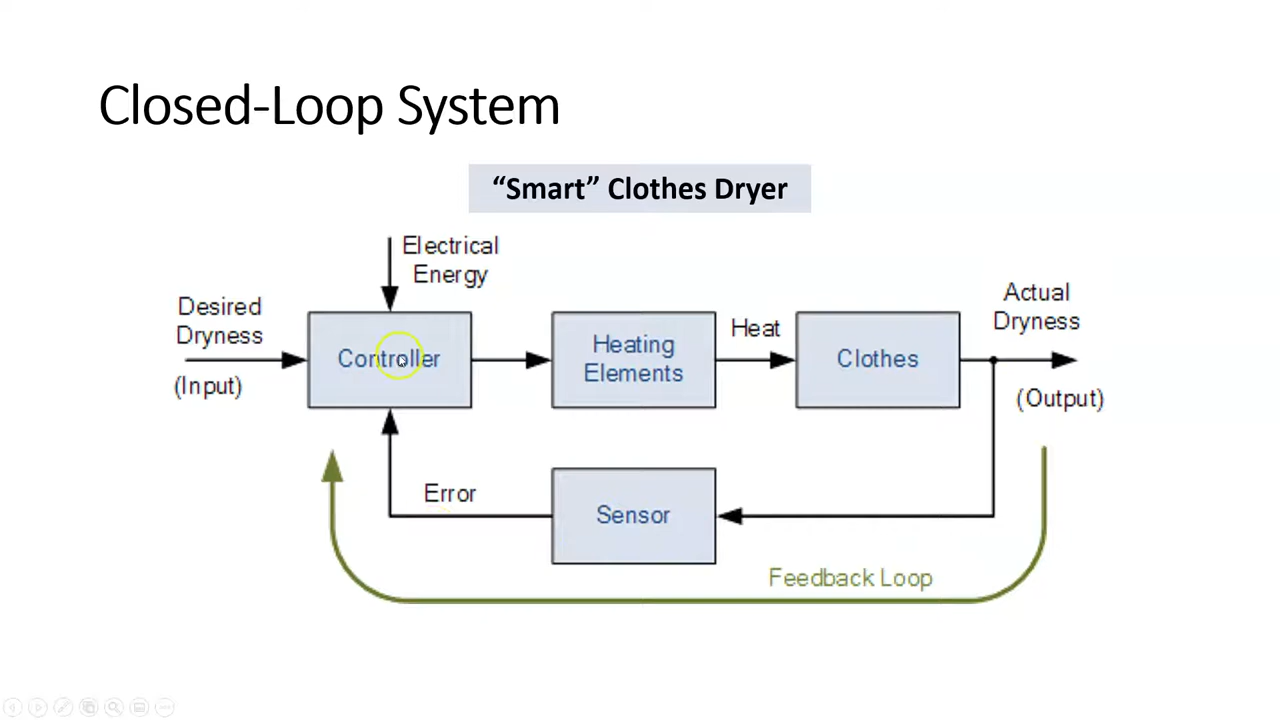 Closed-Loop System
“Smart” Clothes Dryer
Electrical
Energy
Desired
Dryness
(Input)
Controller
Heating
Elements
Heat
Clothes
Actual
Dryness
(Output)
Error
Sensor
Feedback Loop